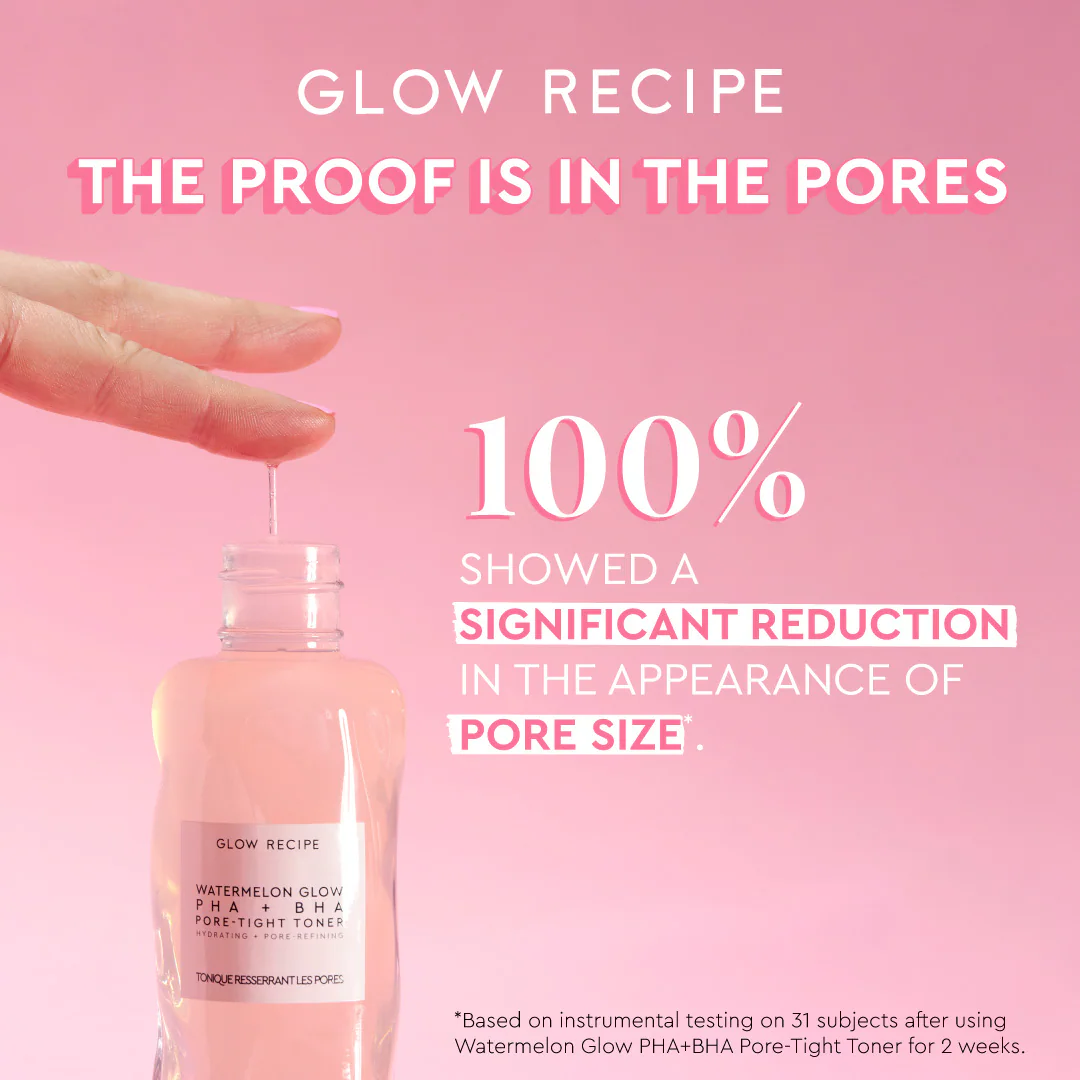 GLOW RECIPE
THE PROOF IS IN THE PORES
100%
SHOWED A
SIGNIFICANT REDUCTION
IN THE APPEARANCE OF
PORE SIZE*.
GLOW RECIPE
WATERMELON GLOW
PHA + BHA
PORE-TIGHT TONER
HYDRATING + PORE-REFINING
TONIQUE RESSERRANT LES PORES
*Based on instrumental testing on 31 subjects after using
Watermelon Glow PHA+BHA Pore-Tight Toner for 2 weeks.